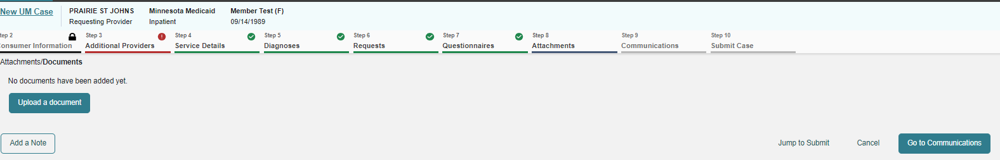 New UM Case
PRAIRIE ST JOHNS
Requesting Provider
Minnesota Medicaid
Inpatient
Member Test (F)
09/14/1989
tep 2
onsumer Information
Step 3
Additional Providers
Step 4
Service Details
Step 5
Diagnoses
Step 6
Requests
Step 7
Questionnaires
Step 8
Attachments
Step 9
Communications
Step 10
Submit Case
Attachments/Documents
No documents have been added yet.
Upload a document
Add a Note
Jump to Submit
Cancel
Go to Communications